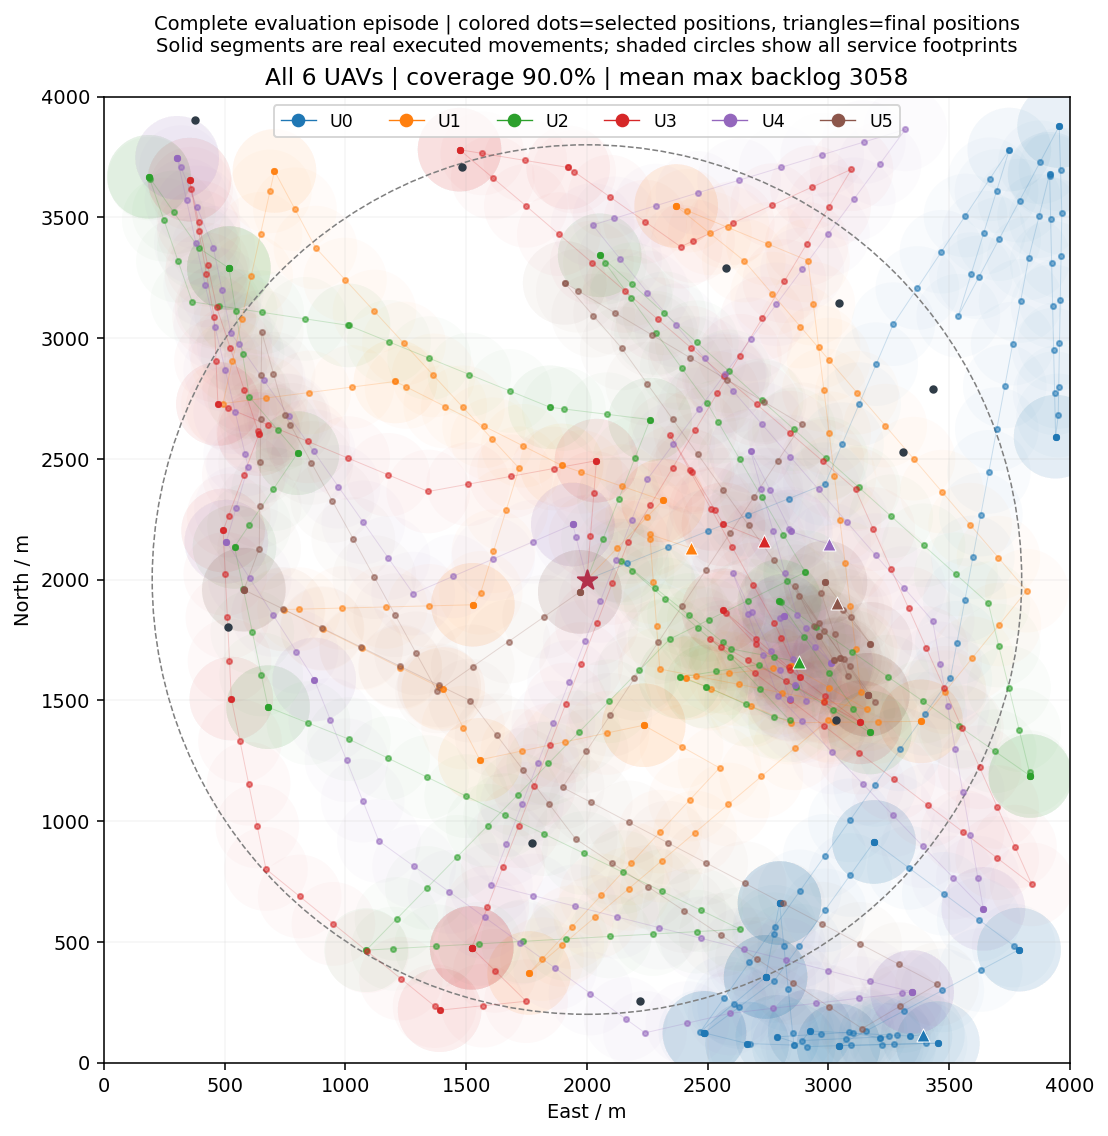 Complete evaluation episode | colored dots=selected positions, triangles=final positions
Solid segments are real executed movements; shaded circles show all service footprints
All 6 UAVs | coverage 90.0% | mean max backlog 3058
U0 U1 U2 U3 U4 U5
4000
3500
3000
2500
2000
1500
1000
500
0
North / m
0 500 1000 1500 2000 2500 3000 3500 4000
East / m